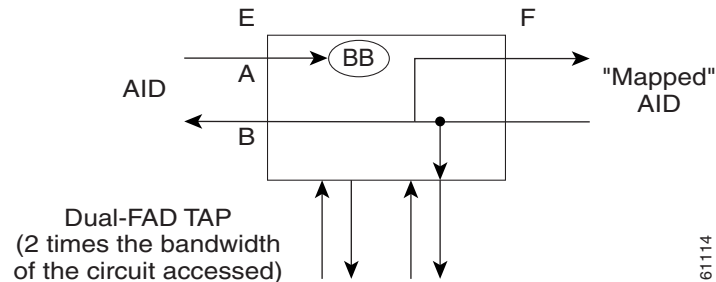 E
F
BB
A
AID
"Mapped"
AID
B
Dual-FAD TAP
(2 times the bandwidth
of the circuit accessed)
61114